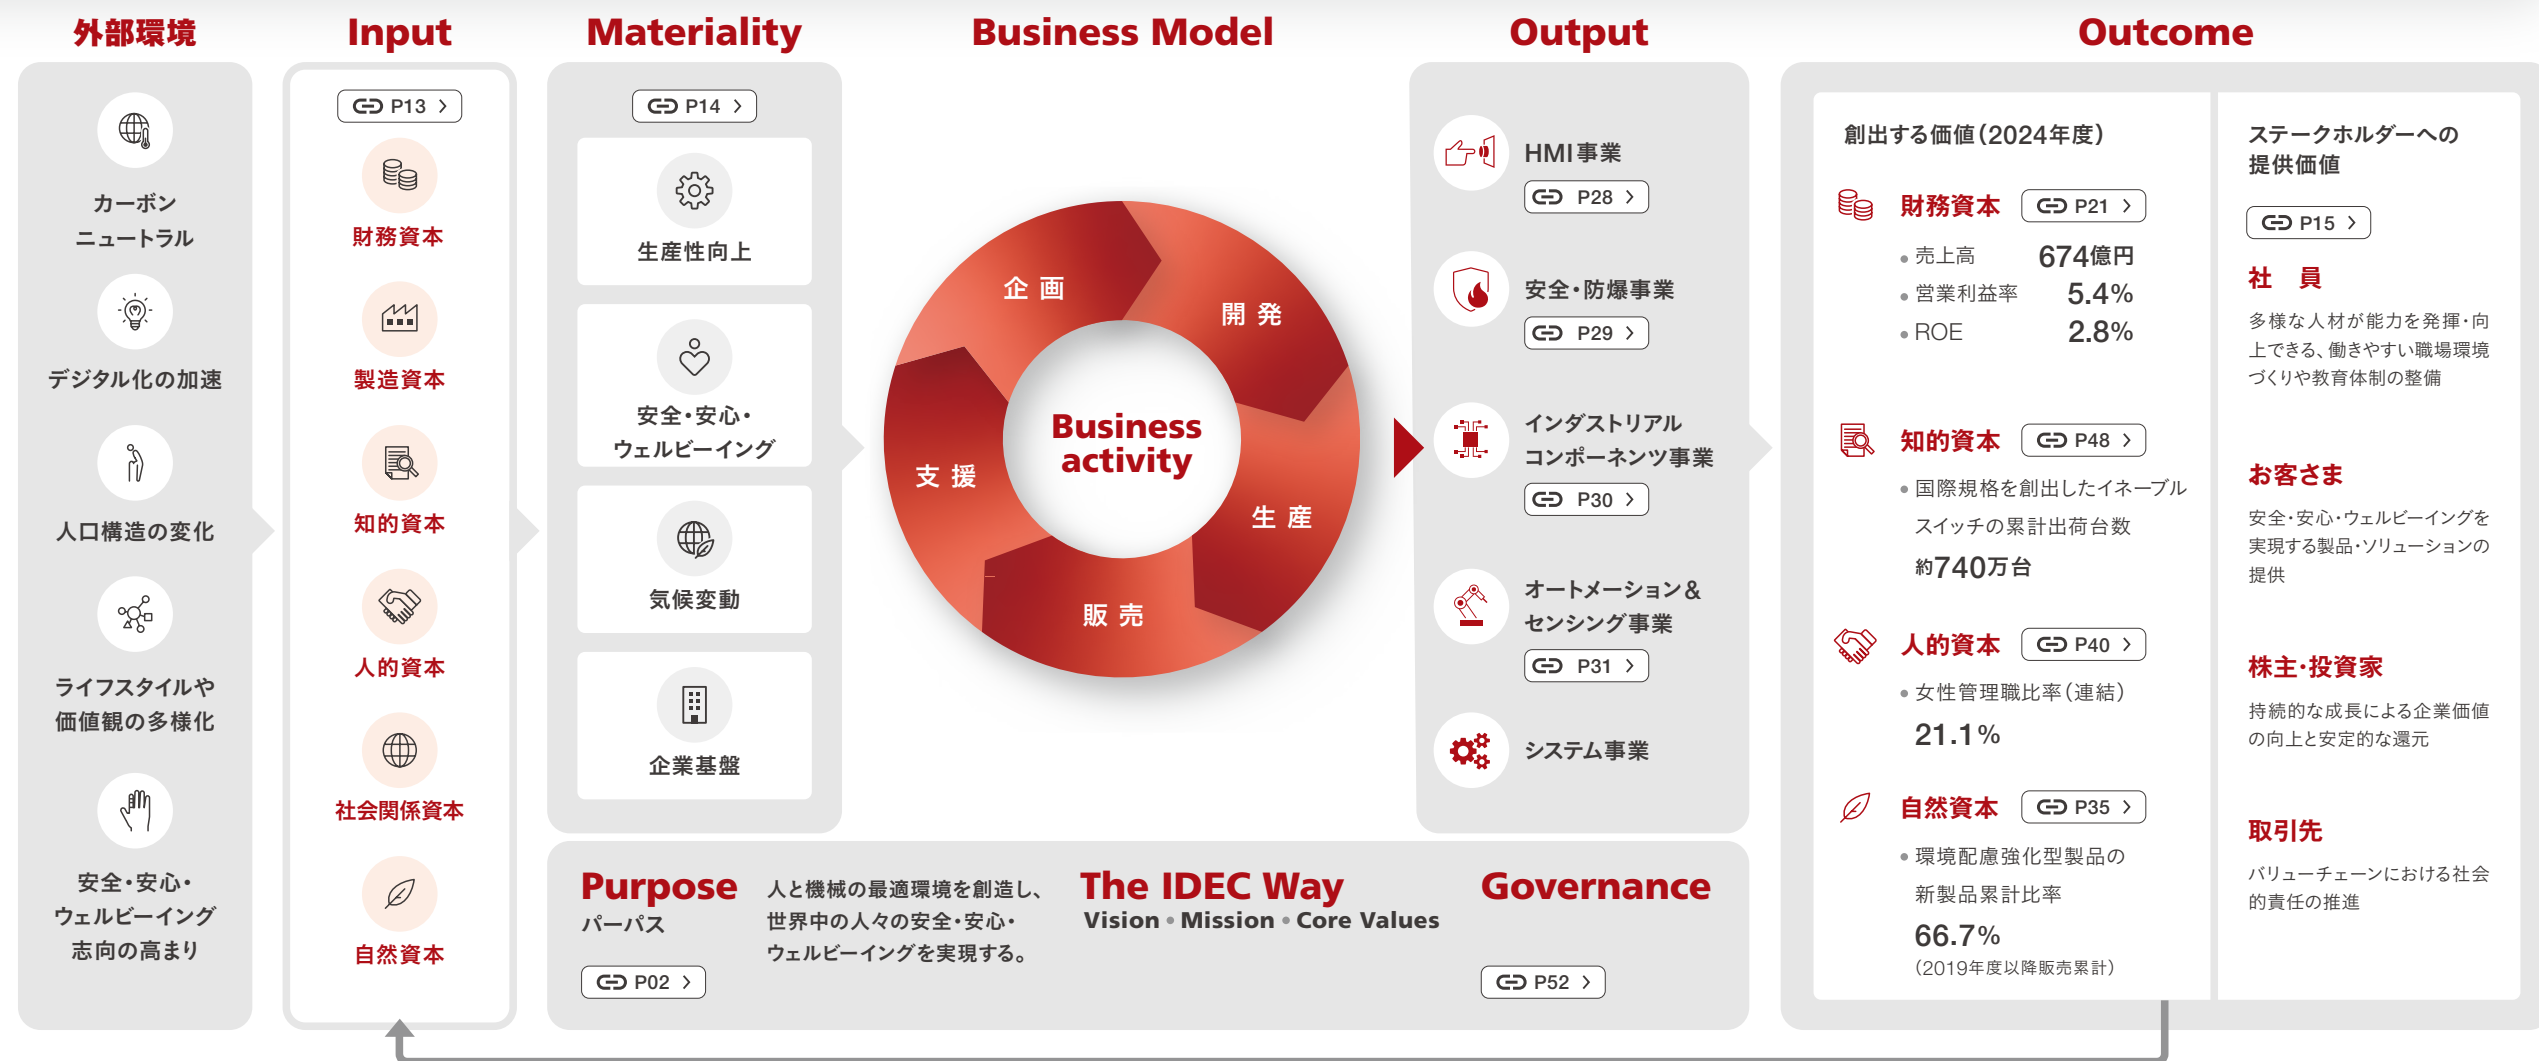 外部環境
カーボン
ニュートラル
デジタル化の加速
人口構造の変化
ライフスタイルや
価値観の多様化
安全・安心・
ウェルビーイング
志向の高まり
Input
P13
財務資本
製造資本
知的資本
人的資本
社会関係資本
自然資本
Materiality
P14
生産性向上
安全・安心・
ウェルビーイング
気候変動
企業基盤
Business Model
企画
開発
生産
販売
支援
Business
activity
Output
HMI事業
P28
安全・防爆事業
P29
インダストリアル
コンポーネンツ事業
P30
オートメーション＆
センシング事業
P31
システム事業
Purpose
パーパス
P02
人と機械の最適環境を創造し、
世界中の人々の安全・安心・
ウェルビーイングを実現する。
The IDEC Way
Vision • Mission • Core Values
Governance
P52
Outcome
創出する価値（2024年度）
財務資本 P21
• 売上高 674億円
• 営業利益率 5.4%
• ROE 2.8%
知的資本 P48
• 国際規格を創出したイネーブル
スイッチの累計出荷台数
約740万台
人的資本 P40
• 女性管理職比率（連結）
21.1%
自然資本 P35
• 環境配慮強化型製品の
新製品累計比率
66.7%
（2019年度以降販売累計）
ステークホルダーへの
提供価値
P15
社　員
多様な人材が能力を発揮・向
上できる、働きやすい職場環境
づくりや教育体制の整備
お客さま
安全・安心・ウェルビーイングを
実現する製品・ソリューションの
提供
株主・投資家
持続的な成長による企業価値
の向上と安定的な還元
取引先
バリューチェーンにおける社会
的責任の推進